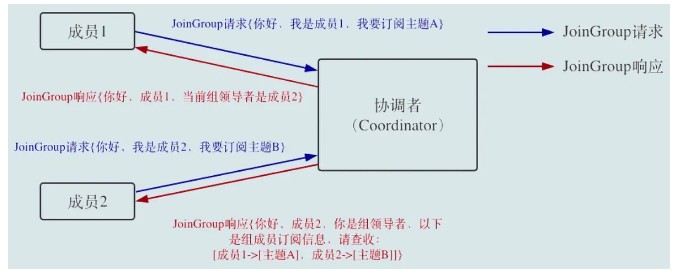 成员1
JoinGroup请求{你好，我是成员1，我要订阅主题A}
JoinGroup请求
JoinGroup响应
JoinGroup响应{你好，成员1，当前组领导者是成员2}
协调者
（Coordinator）
JoinGroup请求{你好，我是成员2，我要订阅主题B}
成员2
JoinGroup响应{你好，成员2，你是组领导者，以下
是组成员订阅信息，请查收：
[成员1->[主题A]，成员2->[主题B]]}